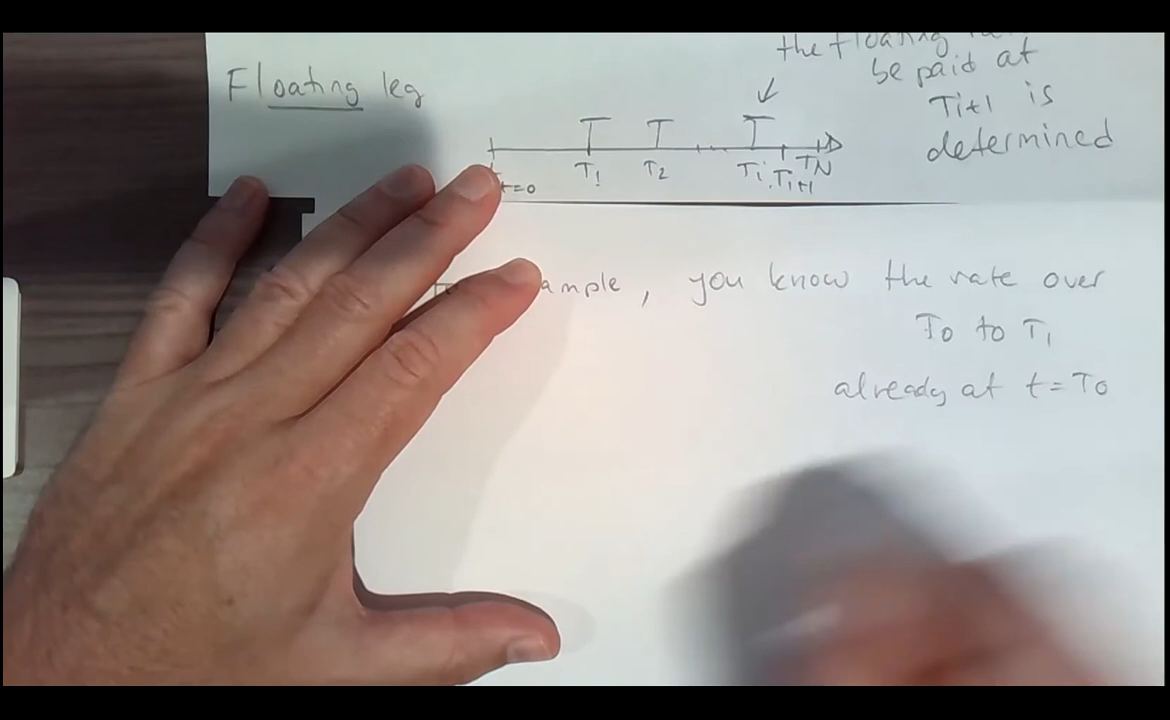 the floating
be paid at
Ti+1 is
determined
Floating leg
t=0 T1 T2 .... Ti Ti+1 TN
, you know the rate over
T0 to T1
already at t=T0